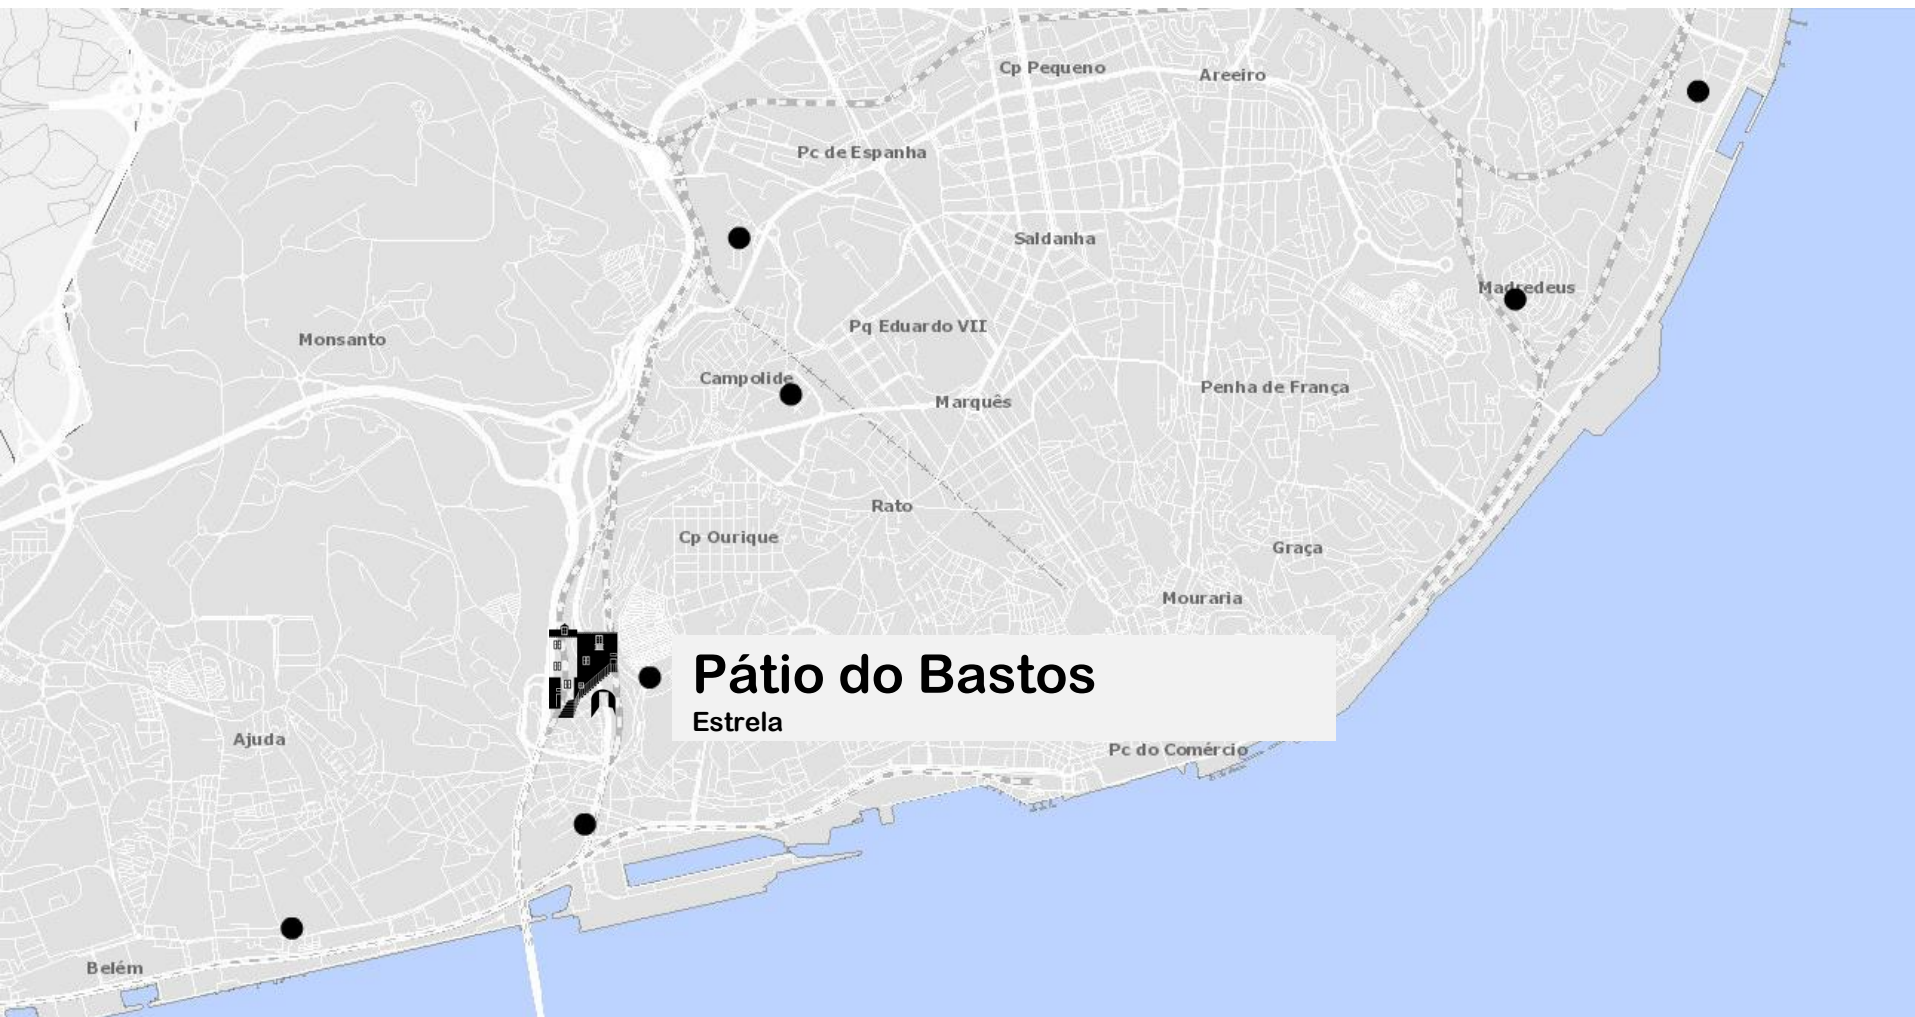 Cp Pequeno
Areeiro
Pc de Espanha
Saldanha
Madredeus
Pq Eduardo VII
Monsanto
Campolide
Penha de França
Marquês
Rato
Cp Ourique
Graça
Mouraria
Pátio do Bastos
Estrela
Ajuda
Pc do Comércio
Belém